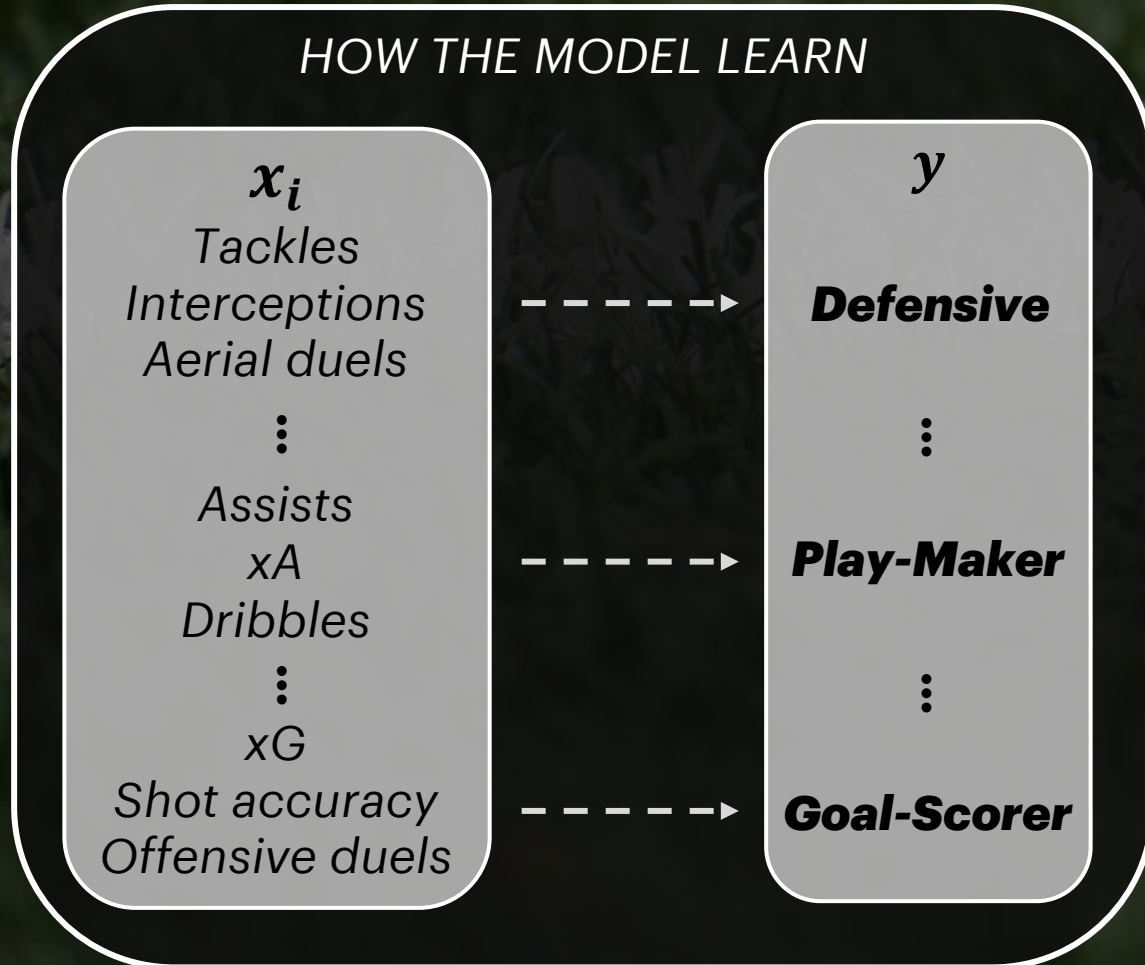 HOW THE MODEL LEARN
xᵢ
Tackles
Interceptions
Aerial duels
⋮
Assists
xA
Dribbles
⋮
xG
Shot accuracy
Offensive duels
y
Defensive
⋮
Play-Maker
⋮
Goal-Scorer